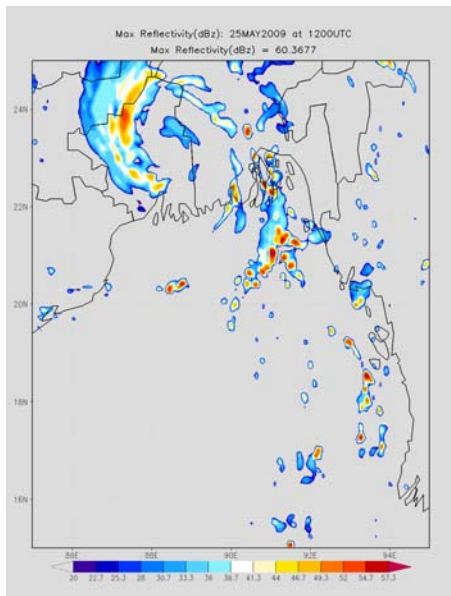 Max Reflectivity(dBz): 25MAY2009 at 1200UTC
Max Reflectivity(dBz) = 60.3677
24N
22N
20N
18N
16N
86E 88E 90E 92E 94E
20 22.7 25.3 28 30.7 33.3 36 38.7 41.3 44 46.7 49.3 52 54.7 57.3